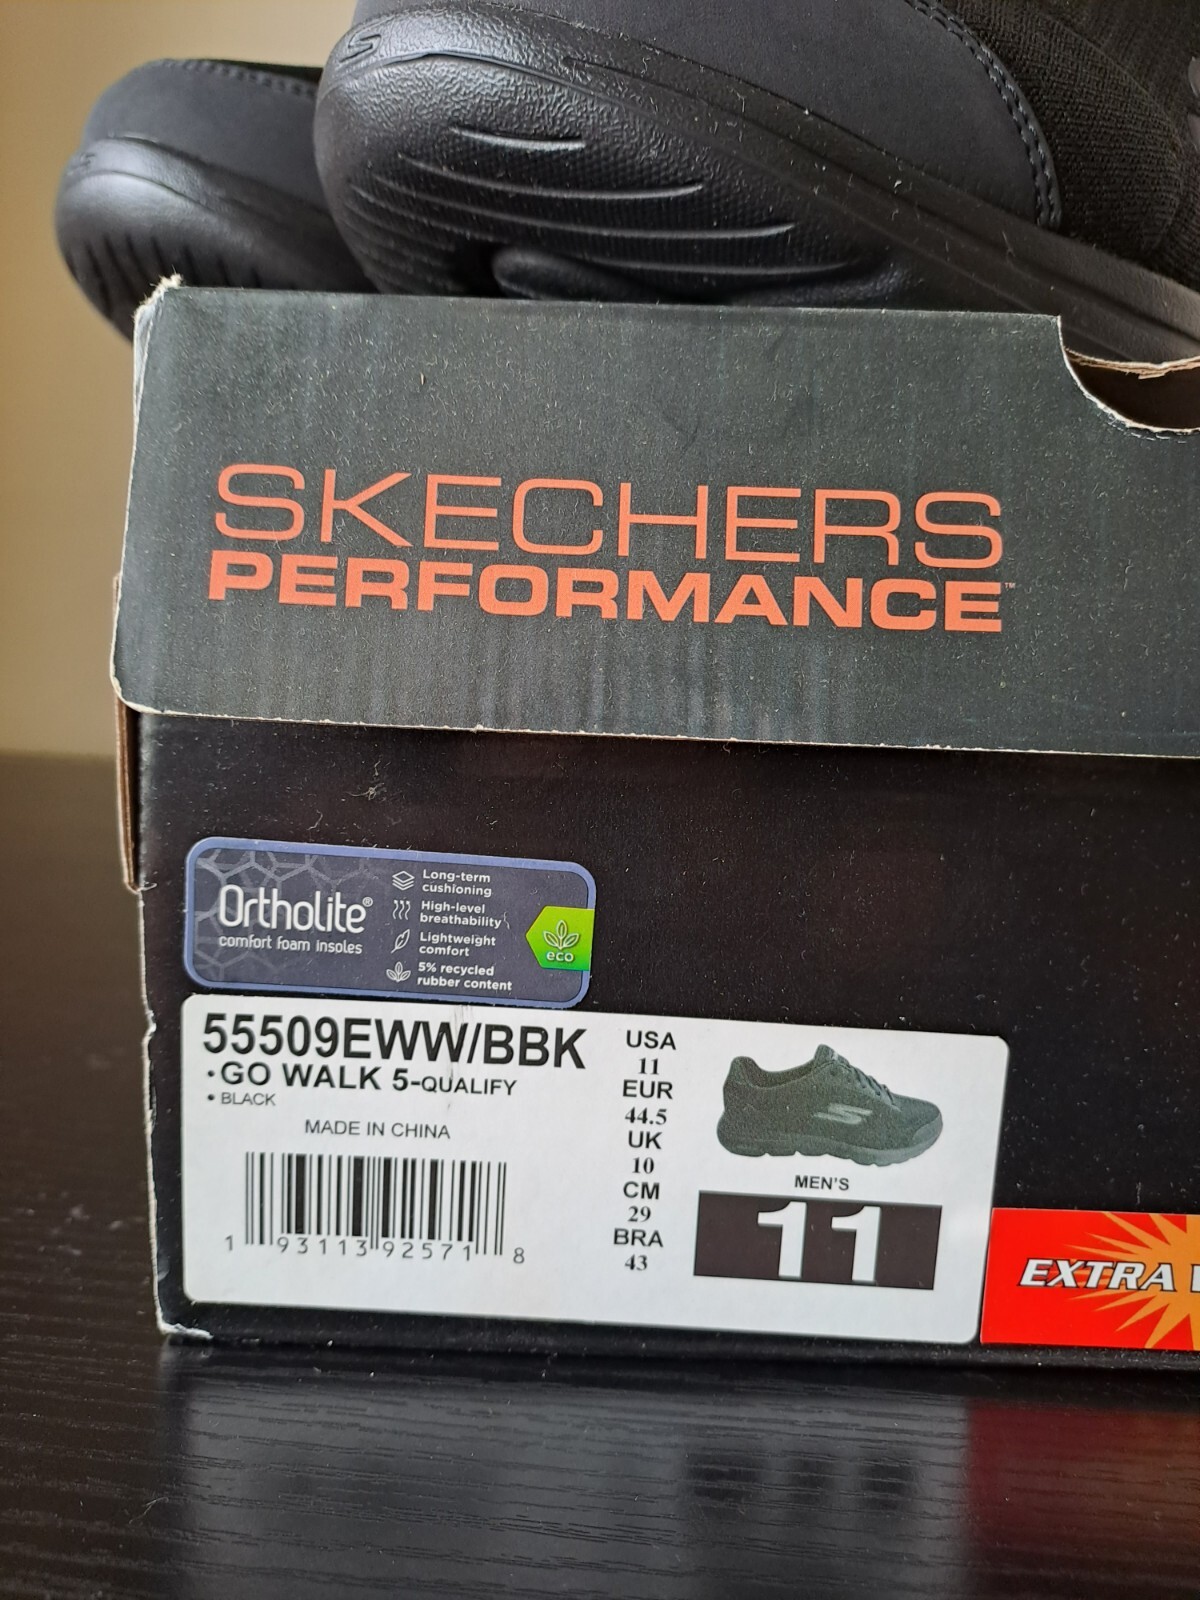 SKECHERS
PERFORMANCE™
Ortholite®
comfort foam insoles
Long-term
cushioning
High-level
breathability
Lightweight
comfort
5% recycled
rubber content
eco
55509EWW/BBK
•GO WALK 5-QUALIFY
• BLACK
MADE IN CHINA
1 93113 92571 8
USA
11
EUR
44.5
UK
10
CM
29
BRA
43
MEN'S
11
EXTRA